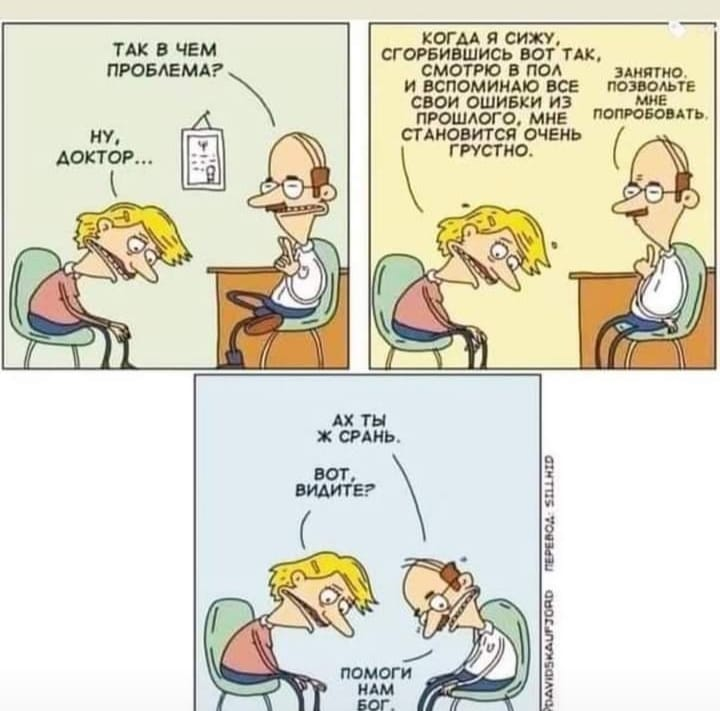 ТАК В ЧЕМ
ПРОБЛЕМА?
НУ,
ДОКТОР...
КОГДА Я СИЖУ,
СГОРБИВШИСЬ ВОТ ТАК,
СМОТРЮ В ПОЛ
И ВСПОМИНАЮ ВСЕ
СВОИ ОШИБКИ ИЗ
ПРОШЛОГО, МНЕ
СТАНОВИТСЯ ОЧЕНЬ
ГРУСТНО.
ЗАНЯТНО.
ПОЗВОЛЬТЕ
МНЕ
ПОПРОБОВАТЬ.
АХ ТЫ
Ж СРАНЬ.
ВОТ,
ВИДИТЕ?
ПОМОГИ
НАМ
БОГ.
ПЕРЕВОД: SILLHID